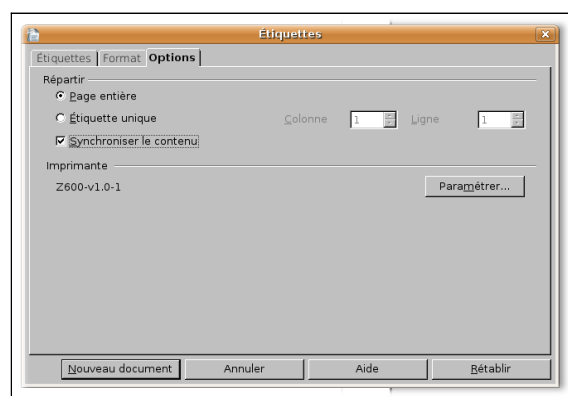 Étiquettes
Étiquettes Format Options
Répartir
Page entière
Étiquette unique Colonne 1 Ligne 1
Synchroniser le contenu
Imprimante
Z600-v1.0-1 Paramétrer...
Nouveau document Annuler Aide Rétablir